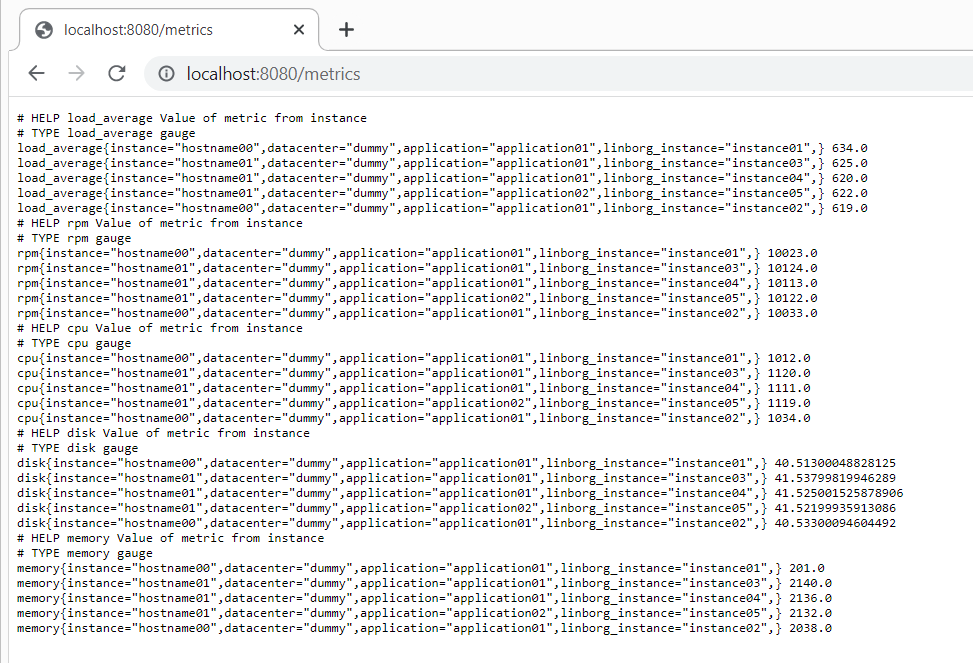 localhost:8080/metrics
localhost:8080/metrics
# HELP load_average Value of metric from instance
# TYPE load_average gauge
load_average{instance="hostname00",datacenter="dummy",application="application01",linborg_instance="instance01",} 634.0
load_average{instance="hostname01",datacenter="dummy",application="application01",linborg_instance="instance03",} 625.0
load_average{instance="hostname01",datacenter="dummy",application="application01",linborg_instance="instance04",} 620.0
load_average{instance="hostname01",datacenter="dummy",application="application02",linborg_instance="instance05",} 622.0
load_average{instance="hostname00",datacenter="dummy",application="application01",linborg_instance="instance02",} 619.0
# HELP rpm Value of metric from instance
# TYPE rpm gauge
rpm{instance="hostname00",datacenter="dummy",application="application01",linborg_instance="instance01",} 10023.0
rpm{instance="hostname01",datacenter="dummy",application="application01",linborg_instance="instance03",} 10124.0
rpm{instance="hostname01",datacenter="dummy",application="application01",linborg_instance="instance04",} 10113.0
rpm{instance="hostname01",datacenter="dummy",application="application02",linborg_instance="instance05",} 10122.0
rpm{instance="hostname00",datacenter="dummy",application="application01",linborg_instance="instance02",} 10033.0
# HELP cpu Value of metric from instance
# TYPE cpu gauge
cpu{instance="hostname00",datacenter="dummy",application="application01",linborg_instance="instance01",} 1012.0
cpu{instance="hostname01",datacenter="dummy",application="application01",linborg_instance="instance03",} 1120.0
cpu{instance="hostname01",datacenter="dummy",application="application01",linborg_instance="instance04",} 1111.0
cpu{instance="hostname01",datacenter="dummy",application="application02",linborg_instance="instance05",} 1119.0
cpu{instance="hostname00",datacenter="dummy",application="application01",linborg_instance="instance02",} 1034.0
# HELP disk Value of metric from instance
# TYPE disk gauge
disk{instance="hostname00",datacenter="dummy",application="application01",linborg_instance="instance01",} 40.51300048828125
disk{instance="hostname01",datacenter="dummy",application="application01",linborg_instance="instance03",} 41.53799819946289
disk{instance="hostname01",datacenter="dummy",application="application01",linborg_instance="instance04",} 41.525001525878906
disk{instance="hostname01",datacenter="dummy",application="application02",linborg_instance="instance05",} 41.52199935913086
disk{instance="hostname00",datacenter="dummy",application="application01",linborg_instance="instance02",} 40.53300094604492
# HELP memory Value of metric from instance
# TYPE memory gauge
memory{instance="hostname00",datacenter="dummy",application="application01",linborg_instance="instance01",} 201.0
memory{instance="hostname01",datacenter="dummy",application="application01",linborg_instance="instance03",} 2140.0
memory{instance="hostname01",datacenter="dummy",application="application01",linborg_instance="instance04",} 2136.0
memory{instance="hostname01",datacenter="dummy",application="application02",linborg_instance="instance05",} 2132.0
memory{instance="hostname00",datacenter="dummy",application="application01",linborg_instance="instance02",} 2038.0